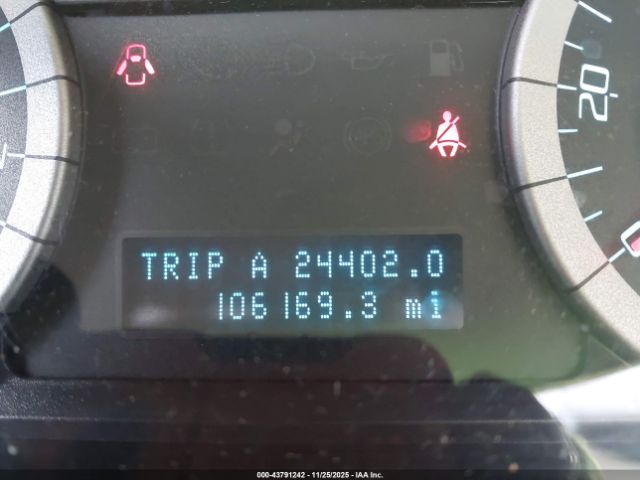 20
TRIP A 24402.0
106169.3 mi
000-43791242 - 11/25/2025 - IAA Inc.